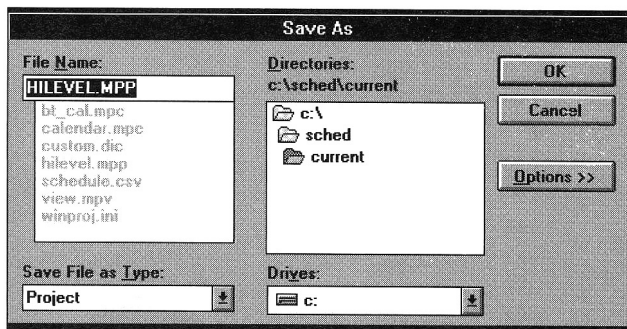 Save As
File Name:
HILEVEL.MPP
bt_cal.mpc
calendar.mpc
custom.dic
hilevel.mpp
schedule.csv
view.mpv
winproj.ini
Save File as Type:
Project
Directories:
c:\sched\current
c:\
sched
current
Drives:
c:
OK
Cancel
Options >>